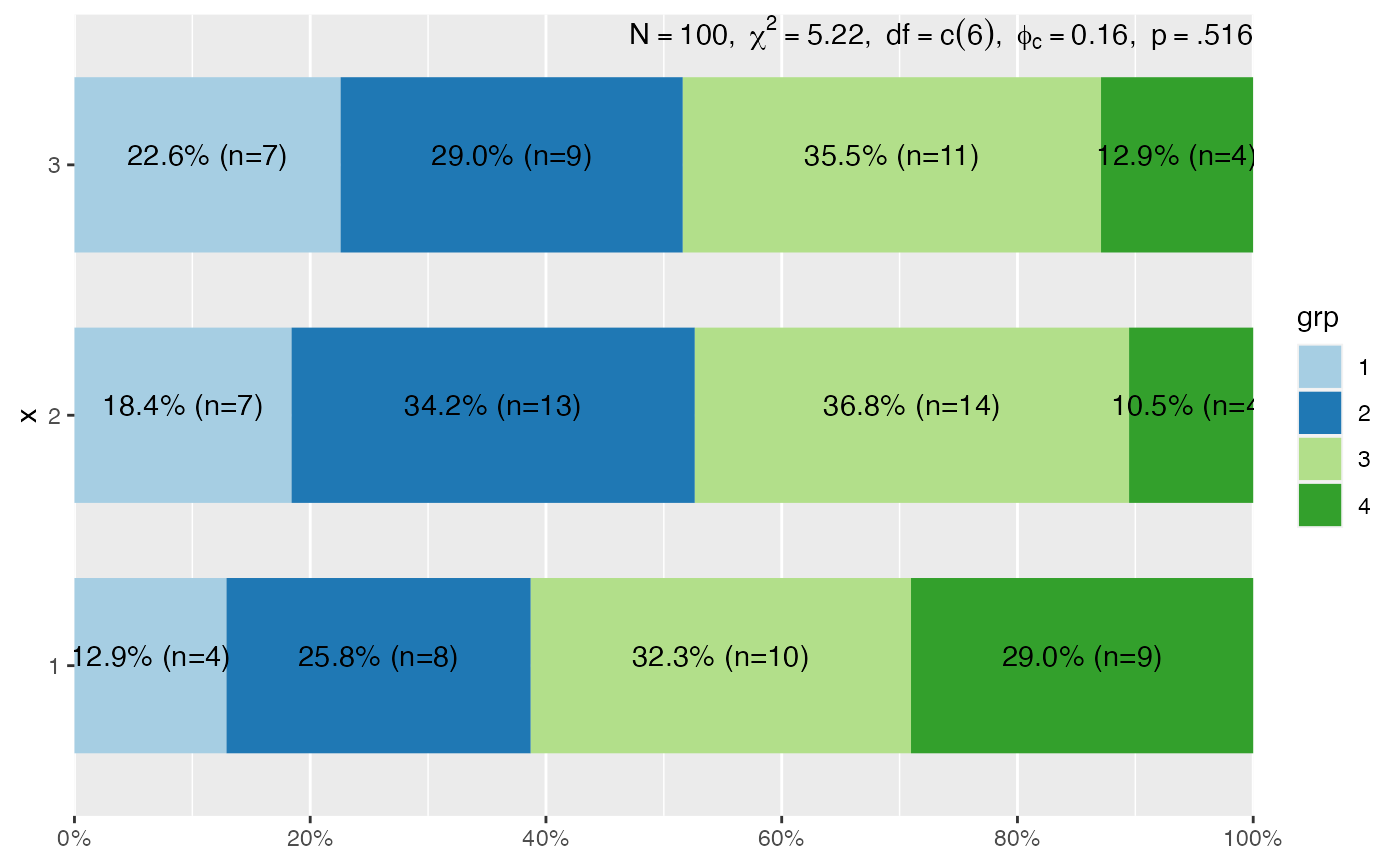 N = 100, χ² = 5.22, df = c(6), ϕc = 0.16, p = .516
3
22.6% (n=7) 29.0% (n=9) 35.5% (n=11) 12.9% (n=4)
x
2
18.4% (n=7) 34.2% (n=13) 36.8% (n=14) 10.5% (n=4
1
12.9% (n=4) 25.8% (n=8) 32.3% (n=10) 29.0% (n=9)
0% 20% 40% 60% 80% 100%
grp
1
2
3
4